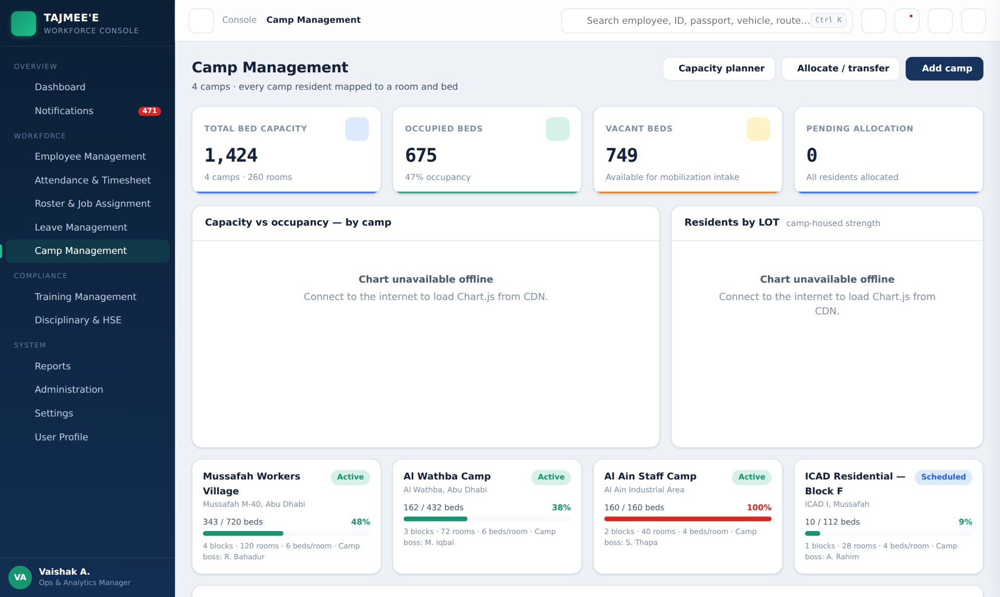 TAJMEE'E
WORKFORCE CONSOLE
OVERVIEW
Dashboard
Notifications 471
WORKFORCE
Employee Management
Attendance & Timesheet
Roster & Job Assignment
Leave Management
Camp Management
COMPLIANCE
Training Management
Disciplinary & HSE
SYSTEM
Reports
Administration
Settings
User Profile
VA
Vaishak A.
Ops & Analytics Manager
Console Camp Management
Search employee, ID, passport, vehicle, route... Ctrl K
Camp Management
4 camps · every camp resident mapped to a room and bed
Capacity planner
Allocate / transfer
Add camp
TOTAL BED CAPACITY
1,424
4 camps · 260 rooms
OCCUPIED BEDS
675
47% occupancy
VACANT BEDS
749
Available for mobilization intake
PENDING ALLOCATION
0
All residents allocated
Capacity vs occupancy — by camp
Chart unavailable offline
Connect to the internet to load Chart.js from CDN.
Residents by LOT camp-housed strength
Chart unavailable offline
Connect to the internet to load Chart.js from
CDN.
Mussafah Workers
Village
Active
Mussafah M-40, Abu Dhabi
343 / 720 beds 48%
4 blocks · 120 rooms · 6 beds/room · Camp
boss: R. Bahadur
Al Wathba Camp
Active
Al Wathba, Abu Dhabi
162 / 432 beds 38%
3 blocks · 72 rooms · 6 beds/room · Camp
boss: M. Iqbal
Al Ain Staff Camp
Active
Al Ain Industrial Area
160 / 160 beds 100%
2 blocks · 40 rooms · 4 beds/room · Camp
boss: S. Thapa
ICAD Residential —
Block F
Scheduled
ICAD I, Mussafah
10 / 112 beds 9%
1 blocks · 28 rooms · 4 beds/room · Camp
boss: A. Rahim